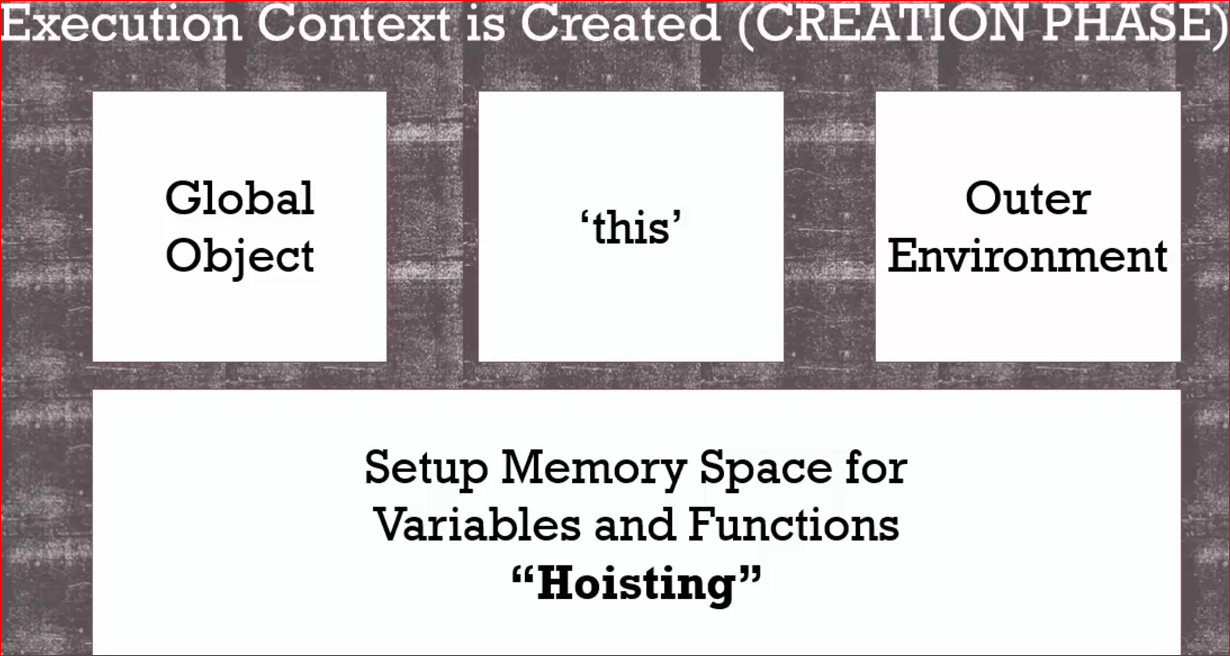 Execution Context is Created (CREATION PHASE)
Global
Object
‘this’
Outer
Environment
Setup Memory Space for
Variables and Functions
“Hoisting”